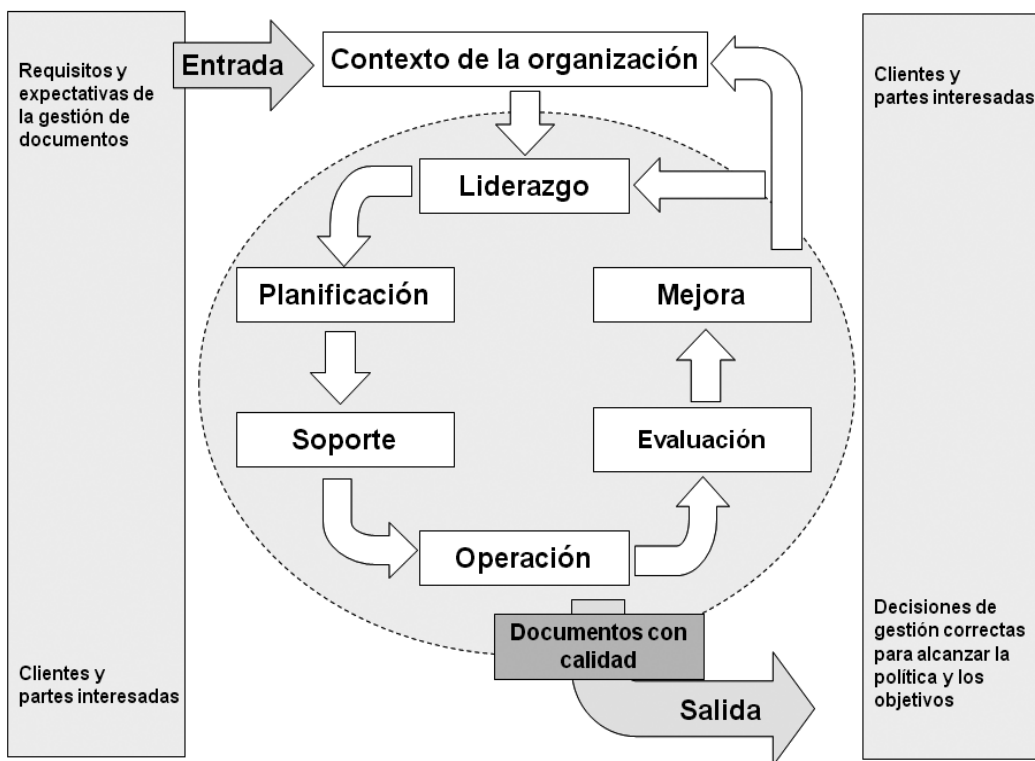 Requisitos y
expectativas de
la gestión de
documentos
Clientes y
partes interesadas
Entrada
Contexto de la organización
Liderazgo
Planificación
Soporte
Operación
Evaluación
Mejora
Documentos con
calidad
Salida
Clientes y
partes interesadas
Decisiones de
gestión correctas
para alcanzar la
política y los
objetivos